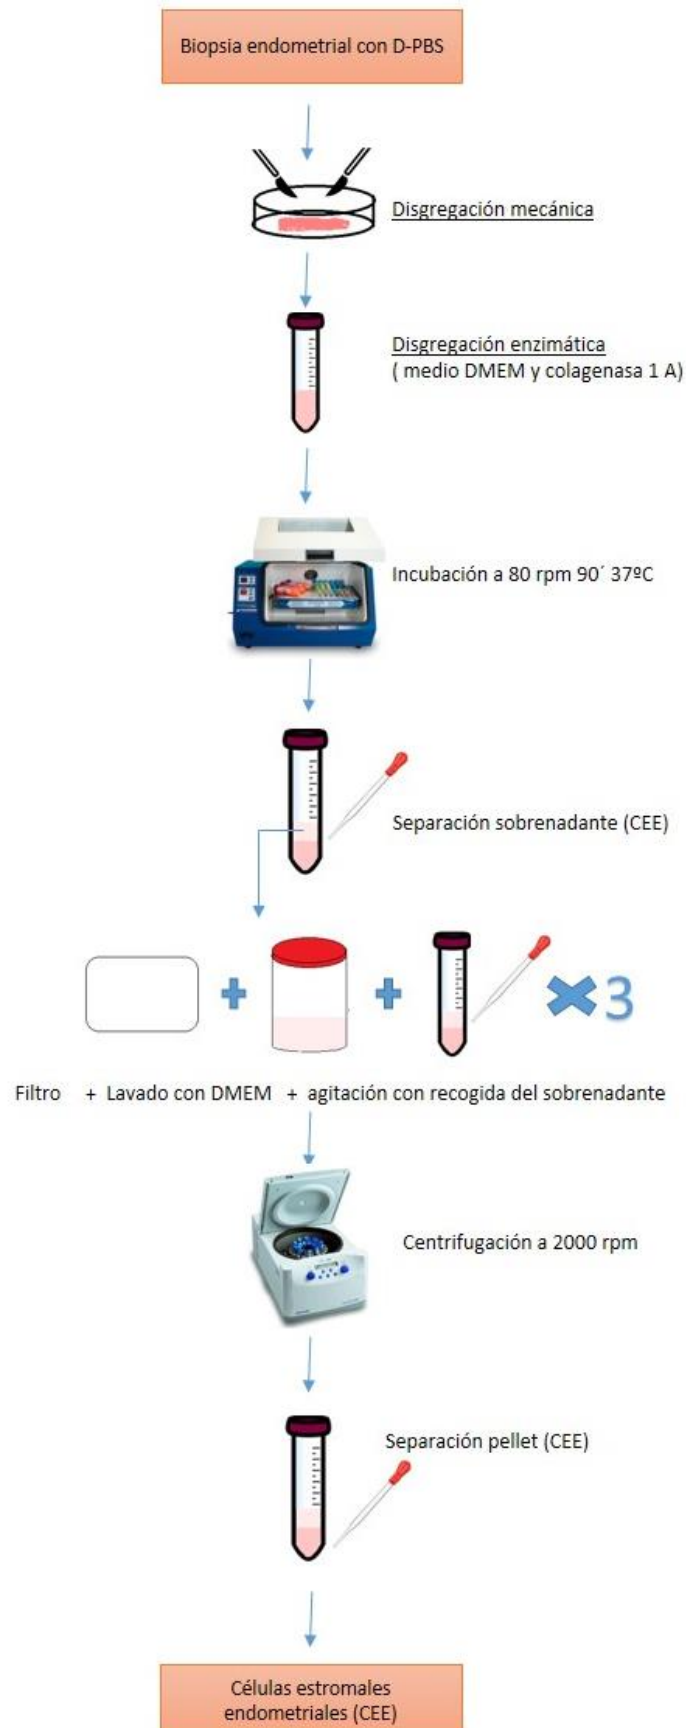 Biopsia endometrial con D-PBS
Disgregación mecánica
Disgregación enzimática
( medio DMEM y colagenasa 1 A)
Incubación a 80 rpm 90´ 37ºC
Separación sobrenadante (CEE)
+ + ×3
Filtro + Lavado con DMEM + agitación con recogida del sobrenadante
Centrifugación a 2000 rpm
Separación pellet (CEE)
Células estromales
endometriales (CEE)